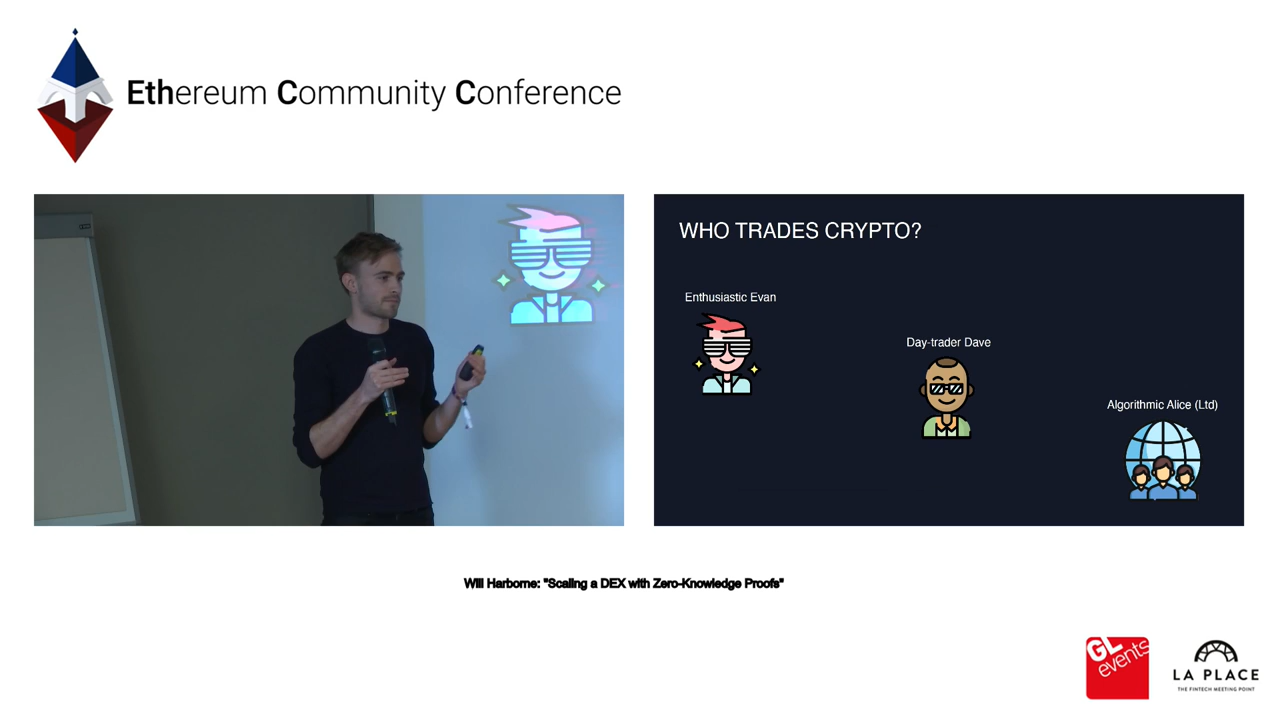 Ethereum Community Conference
WHO TRADES CRYPTO?
Enthusiastic Evan
Day-trader Dave
Algorithmic Alice (Ltd)
Will Harborne: "Scaling a DEX with Zero-Knowledge Proofs"
GL
events
LA PLACE
THE FINTECH MEETING POINT